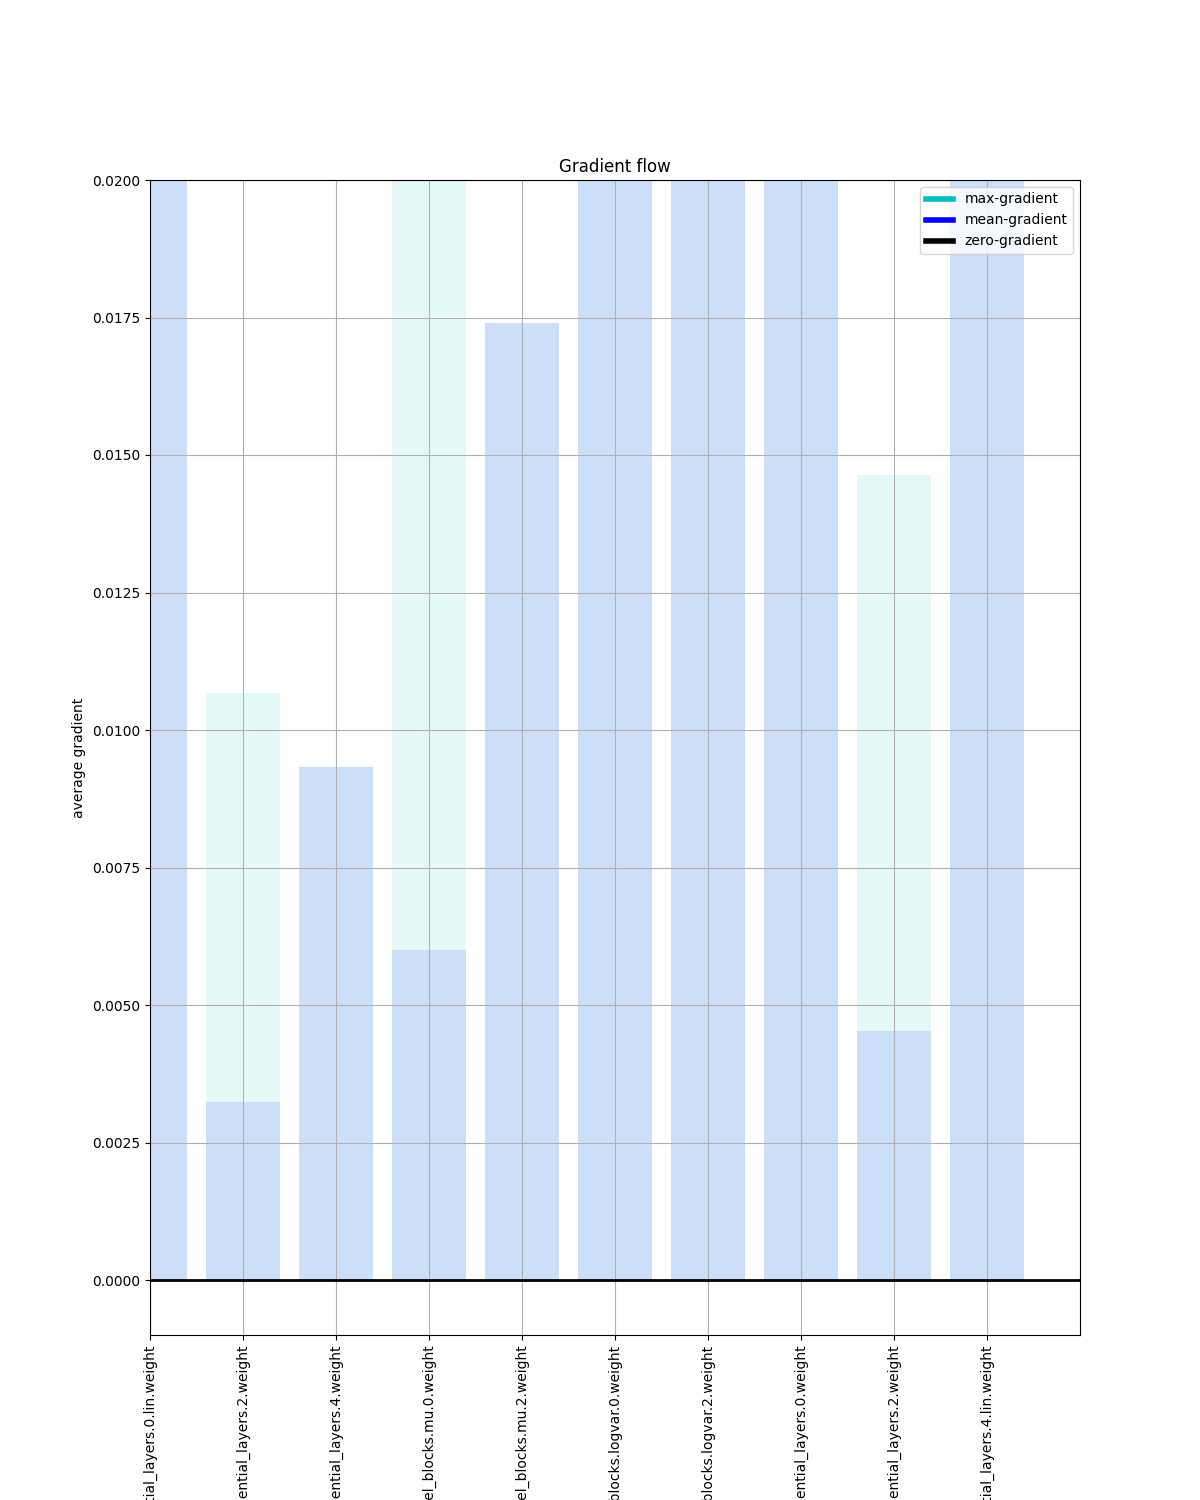 Gradient flow
max-gradient
mean-gradient
zero-gradient
0.0200
0.0175
0.0150
0.0125
0.0100
0.0075
0.0050
0.0025
0.0000
average gradient
tial_layers.0.lin.weight
ential_layers.2.weight
ential_layers.4.weight
el_blocks.mu.0.weight
el_blocks.mu.2.weight
blocks.logvar.0.weight
blocks.logvar.2.weight
ential_layers.0.weight
ential_layers.2.weight
tial_layers.4.lin.weight